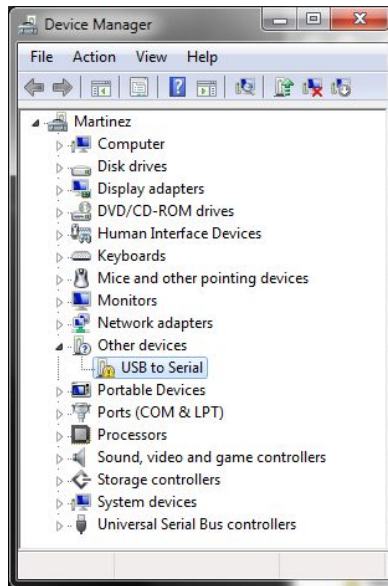 Device Manager
File Action View Help
Martinez
Computer
Disk drives
Display adapters
DVD/CD-ROM drives
Human Interface Devices
Keyboards
Mice and other pointing devices
Monitors
Network adapters
Other devices
USB to Serial
Portable Devices
Ports (COM & LPT)
Processors
Sound, video and game controllers
Storage controllers
System devices
Universal Serial Bus controllers